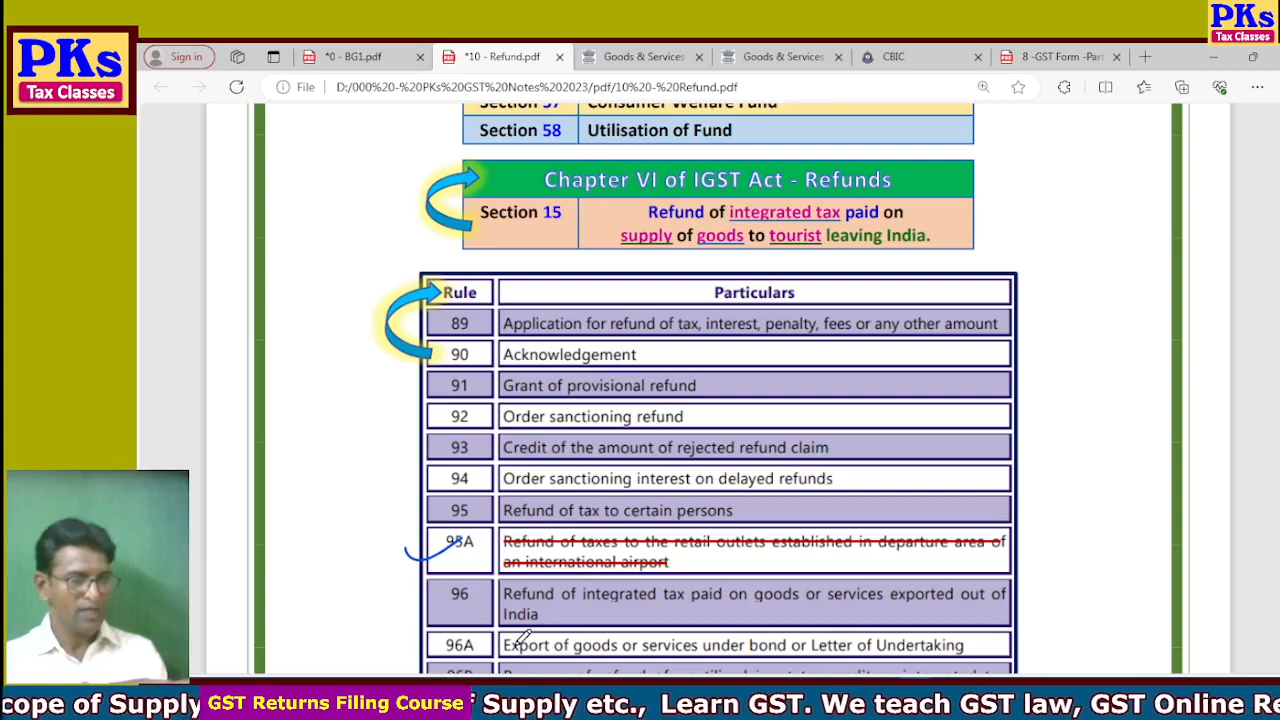 PKs
Tax Classes
PKs
Tax Classes
Sign in
*0 - BG1.pdf
*10 - Refund.pdf
Goods & Services
Goods & Services
CBIC
8 -GST Form -Part
File
D:/000%20-%20PKs%20GST%20Notes%202023/pdf/10%20-%20Refund.pdf
Section 57 Consumer Welfare Fund
Section 58 Utilisation of Fund
Chapter VI of IGST Act - Refunds
Section 15 Refund of integrated tax paid on
supply of goods to tourist leaving India.
Rule Particulars
89 Application for refund of tax, interest, penalty, fees or any other amount
90 Acknowledgement
91 Grant of provisional refund
92 Order sanctioning refund
93 Credit of the amount of rejected refund claim
94 Order sanctioning interest on delayed refunds
95 Refund of tax to certain persons
95A Refund of taxes to the retail outlets established in departure area of
an international airport
96 Refund of integrated tax paid on goods or services exported out of
India
96A Export of goods or services under bond or Letter of Undertaking
cope of Supply GST Returns Filing Course f Supply etc., Learn GST. We teach GST law, GST Online Re